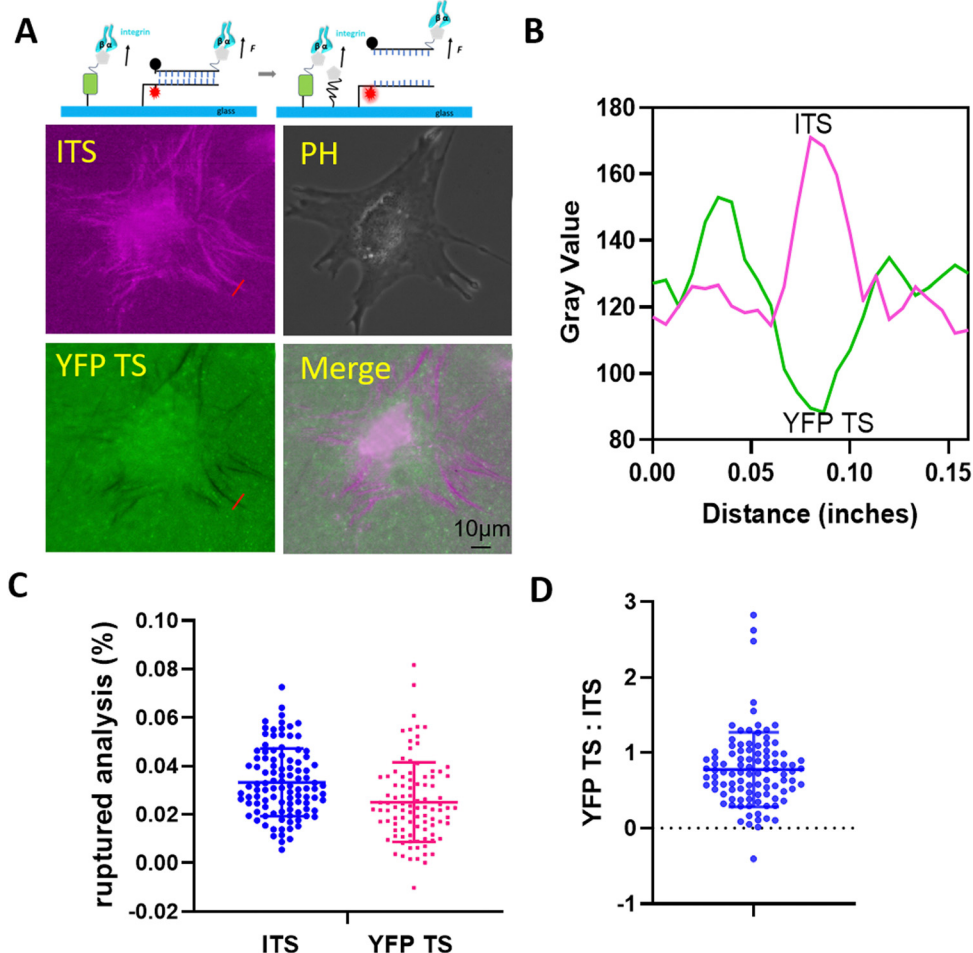 A
integrin
β α
β α
F
glass
integrin
β α
β α
F
glass
ITS
PH
YFP TS
Merge
10μm
B
180
160
140
120
100
80
Gray Value
ITS
YFP TS
0.00 0.05 0.10 0.15
Distance (inches)
C
0.10
0.08
0.06
0.04
0.02
0.00
-0.02
ruptured analysis (%)
ITS YFP TS
D
3
2
1
0
-1
YFP TS : ITS